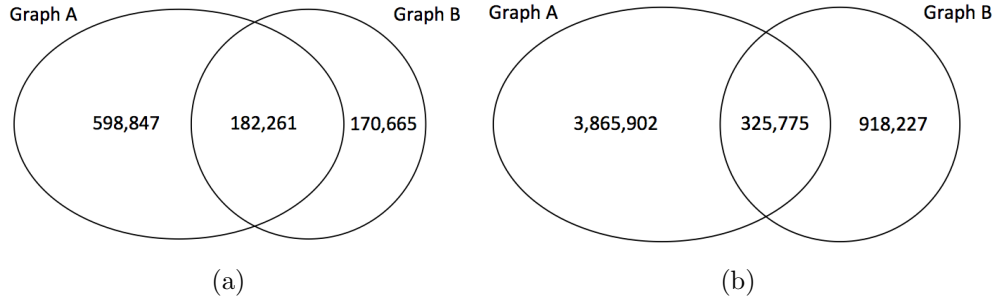 Graph A
Graph B
598,847
182,261
170,665
(a)
Graph A
Graph B
3,865,902
325,775
918,227
(b)